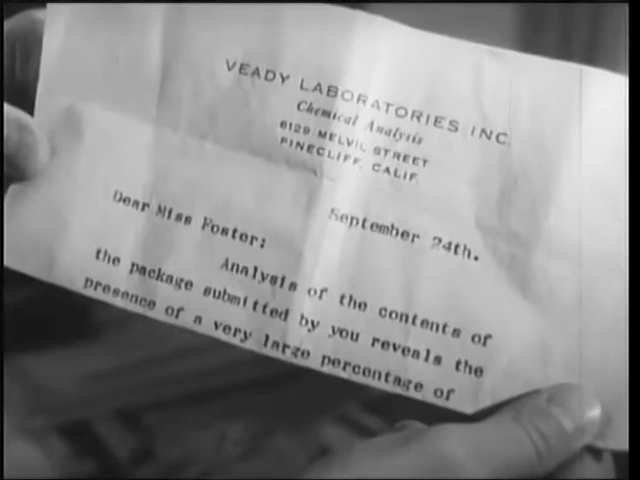 VEADY LABORATORIES INC
Chemical Analysis
6129 MELVIL STREET
PINECLIFF, CALIF.
September 24th.
Dear Miss Foster:
Analysis of the contents of
the package submitted by you reveals the
presence of a very large percentage of